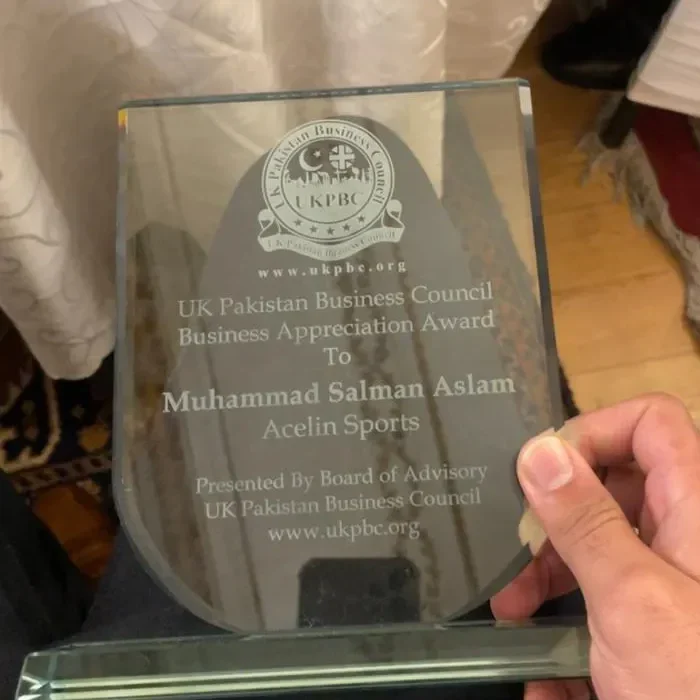 UK Pakistan Business Council
UKPBC
UK Pakistan Business Council
www.ukpbc.org
UK Pakistan Business Council
Business Appreciation Award
To
Muhammad Salman Aslam
Acelin Sports
Presented By Board of Advisory
UK Pakistan Business Council
www.ukpbc.org